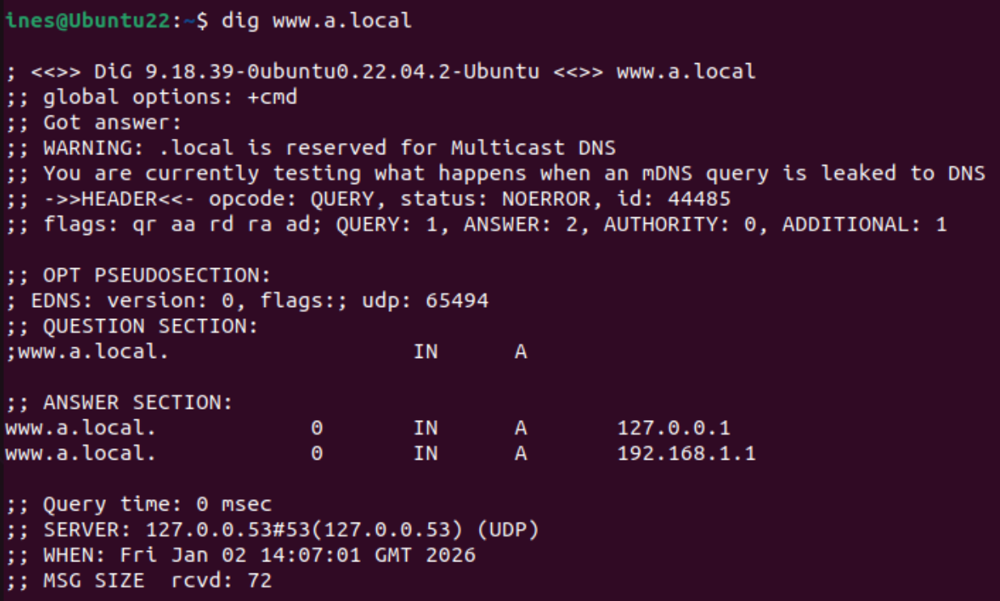 ines@Ubuntu22:~$ dig www.a.local

; <<>> DiG 9.18.39-0ubuntu0.22.04.2-Ubuntu <<>> www.a.local
;; global options: +cmd
;; Got answer:
;; WARNING: .local is reserved for Multicast DNS
;; You are currently testing what happens when an mDNS query is leaked to DNS
;; ->>HEADER<<- opcode: QUERY, status: NOERROR, id: 44485
;; flags: qr aa rd ra ad; QUERY: 1, ANSWER: 2, AUTHORITY: 0, ADDITIONAL: 1

;; OPT PSEUDOSECTION:
; EDNS: version: 0, flags:; udp: 65494
;; QUESTION SECTION:
;www.a.local.			IN	A

;; ANSWER SECTION:
www.a.local.		0	IN	A	127.0.0.1
www.a.local.		0	IN	A	192.168.1.1

;; Query time: 0 msec
;; SERVER: 127.0.0.53#53(127.0.0.53) (UDP)
;; WHEN: Fri Jan 02 14:07:01 GMT 2026
;; MSG SIZE  rcvd: 72